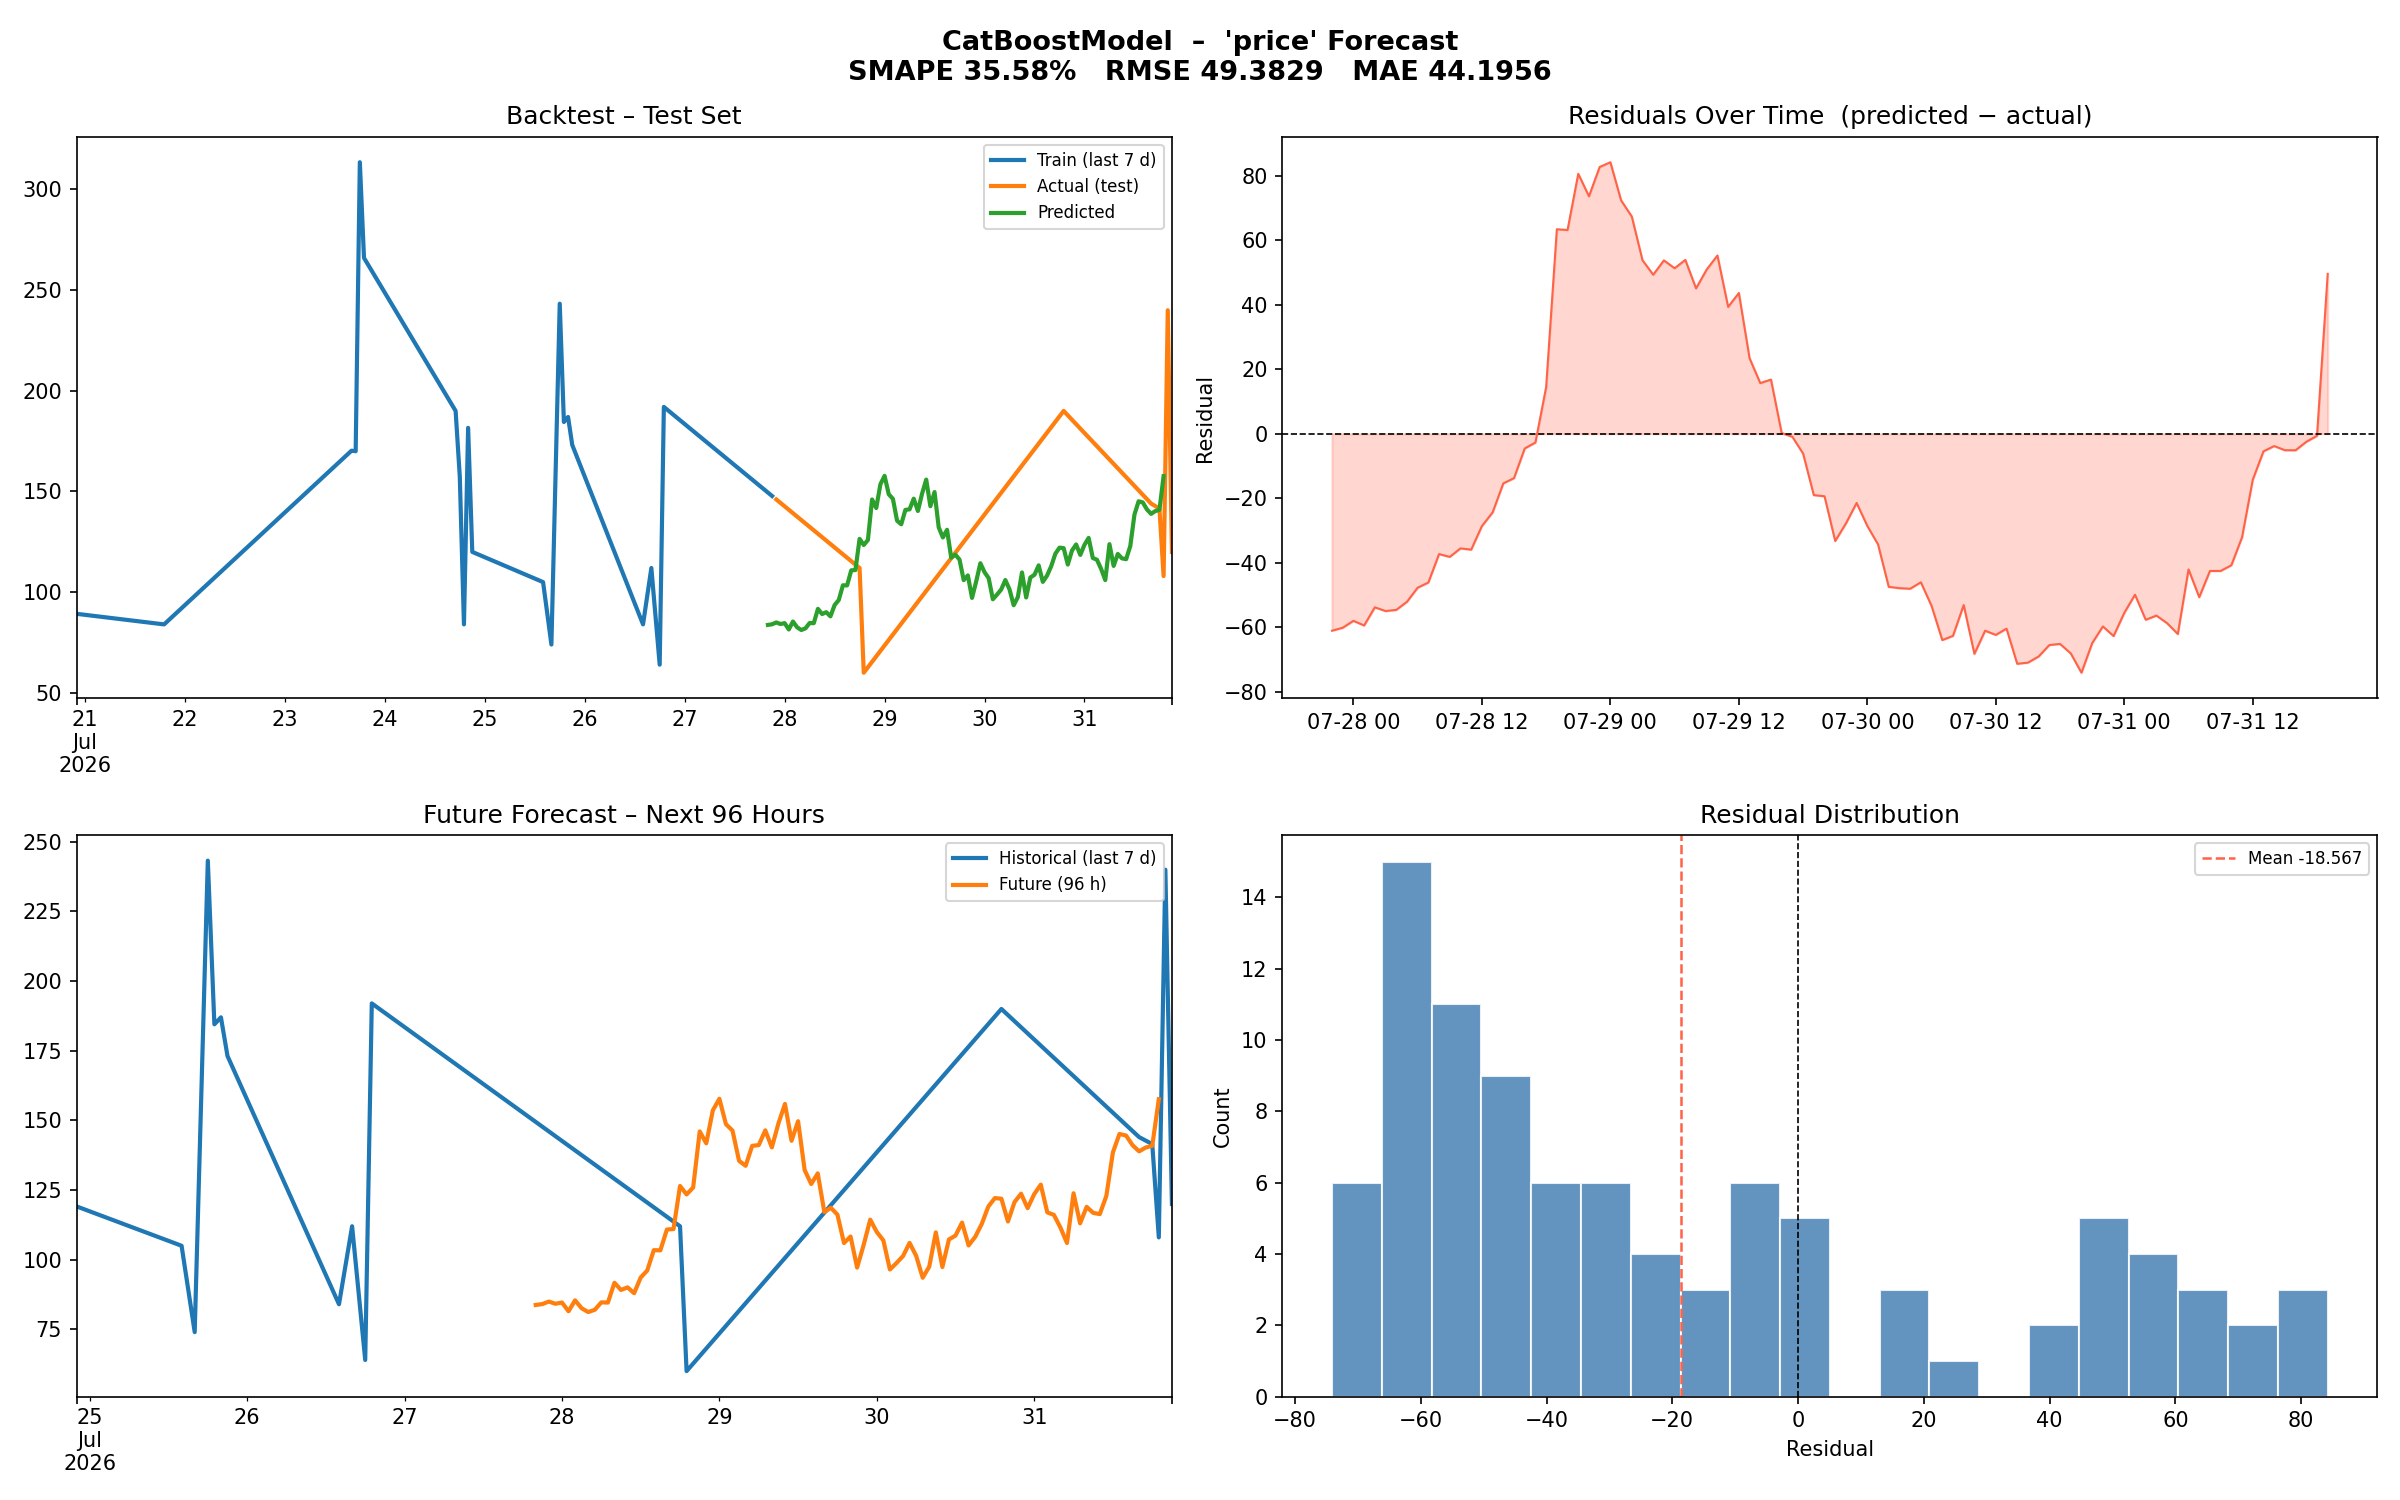 CatBoostModel – 'price' Forecast
SMAPE 35.58% RMSE 49.3829 MAE 44.1956
Backtest – Test Set
300
250
200
150
100
50
Train (last 7 d)
Actual (test)
Predicted
21 22 23 24 25 26 27 28 29 30 31
Jul
2026
Residuals Over Time (predicted − actual)
Residual
80
60
40
20
0
−20
−40
−60
−80
07-28 00 07-28 12 07-29 00 07-29 12 07-30 00 07-30 12 07-31 00 07-31 12
Future Forecast – Next 96 Hours
250
225
200
175
150
125
100
75
Historical (last 7 d)
Future (96 h)
25 26 27 28 29 30 31
Jul
2026
Residual Distribution
Count
14
12
10
8
6
4
2
0
Mean -18.567
−80 −60 −40 −20 0 20 40 60 80
Residual